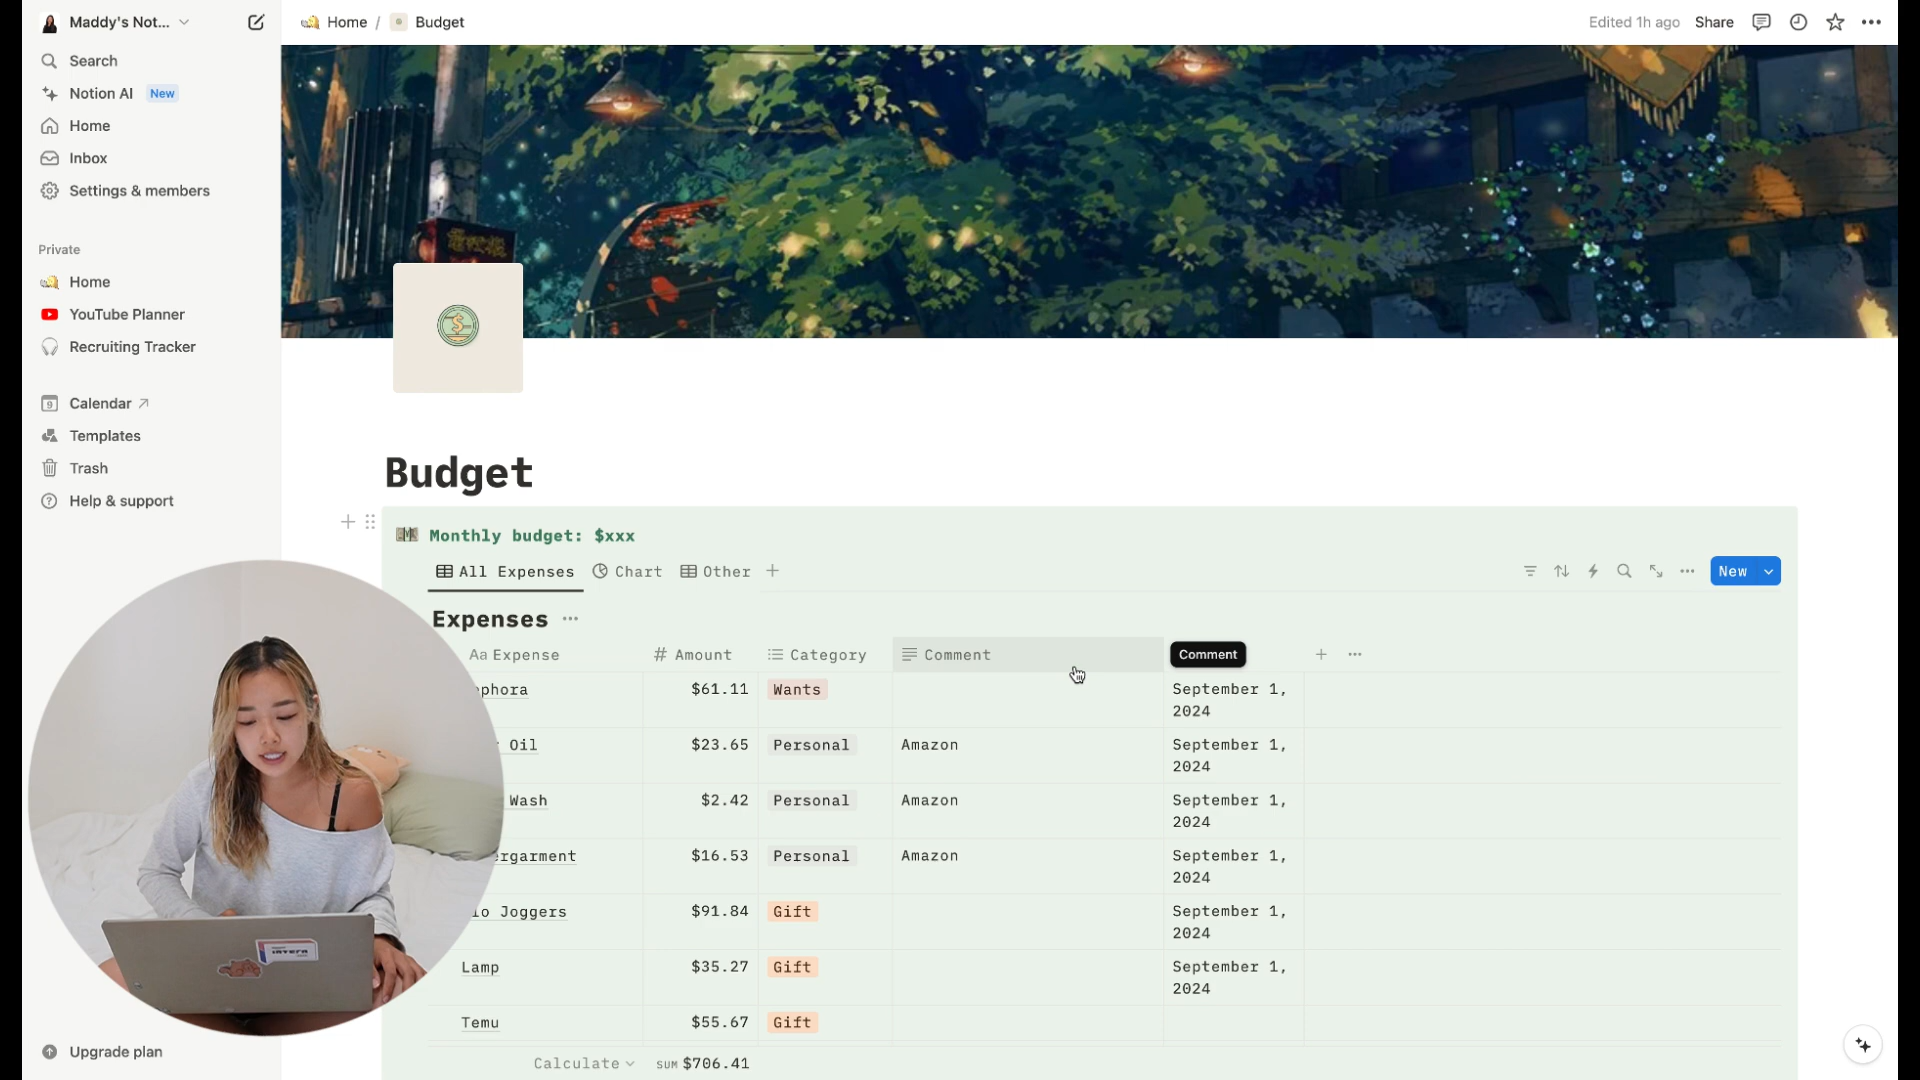 Maddy's Not...
Home / Budget
Edited 1h ago
Share
Search
Notion AI New
Home
Inbox
Settings & members
Private
Home
YouTube Planner
Recruiting Tracker
Calendar
Templates
Trash
Help & support
Upgrade plan
Budget
Monthly budget: $xxx
All Expenses
Chart
Other
New
Expenses
Aa Expense
# Amount
Category
Comment
Comment
$61.11 Wants September 1, 2024
Oil $23.65 Personal Amazon September 1, 2024
Wash $2.42 Personal Amazon September 1, 2024
$16.53 Personal Amazon September 1, 2024
Joggers $91.84 Gift September 1, 2024
Lamp $35.27 Gift September 1, 2024
Temu $55.67 Gift
Calculate SUM $706.41